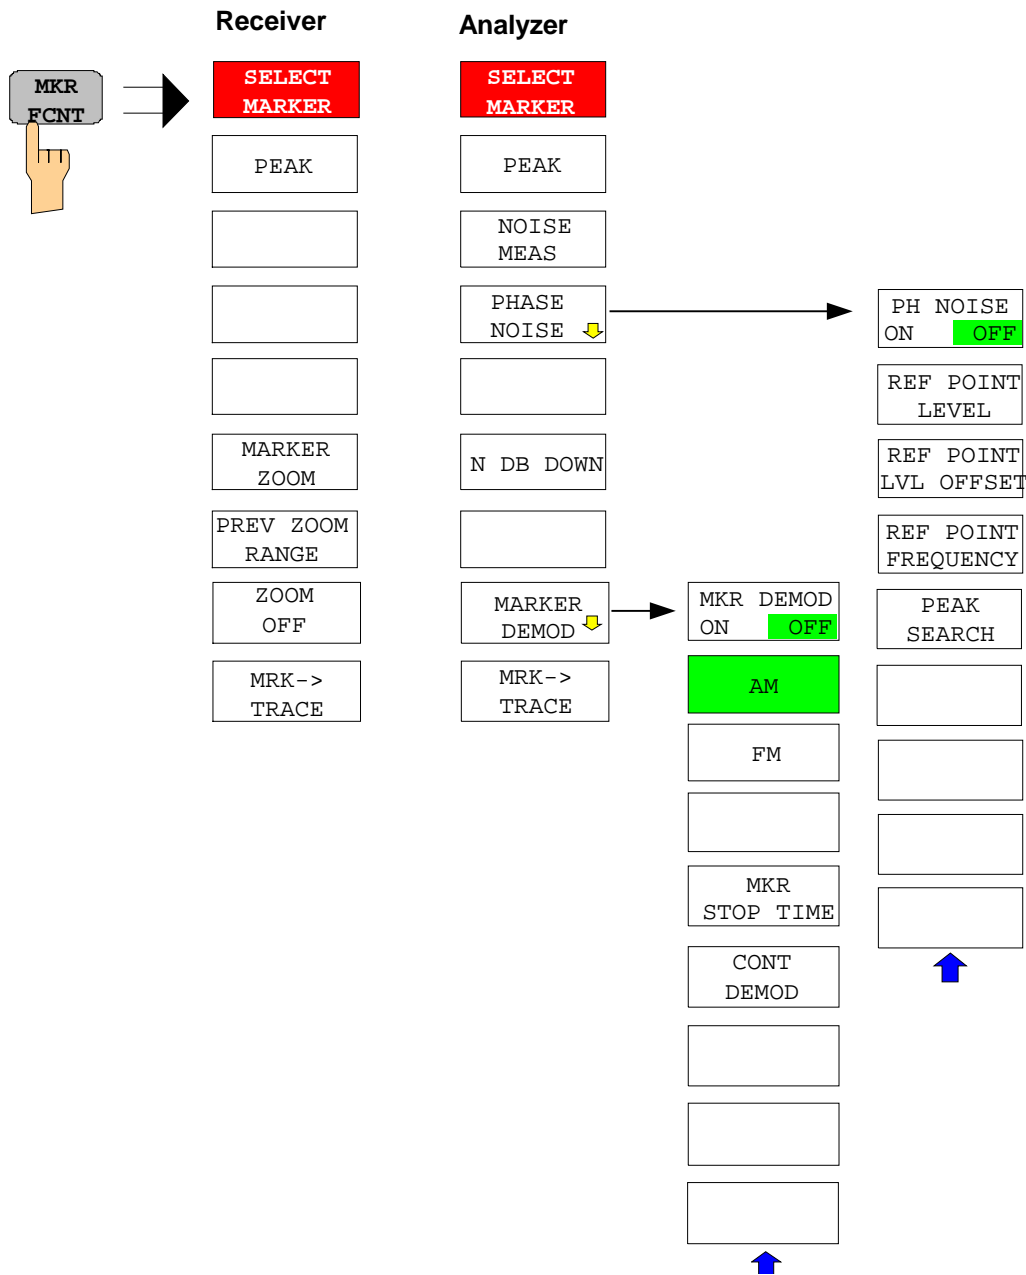 Receiver
Analyzer
MKR
FCNT
SELECT
MARKER
PEAK
MARKER
ZOOM
PREV ZOOM
RANGE
ZOOM
OFF
MRK->
TRACE
SELECT
MARKER
PEAK
NOISE
MEAS
PHASE
NOISE
N DB DOWN
MARKER
DEMOD
MRK->
TRACE
MKR DEMOD
ON OFF
AM
FM
MKR
STOP TIME
CONT
DEMOD
PH NOISE
ON OFF
REF POINT
LEVEL
REF POINT
LVL OFFSET
REF POINT
FREQUENCY
PEAK
SEARCH